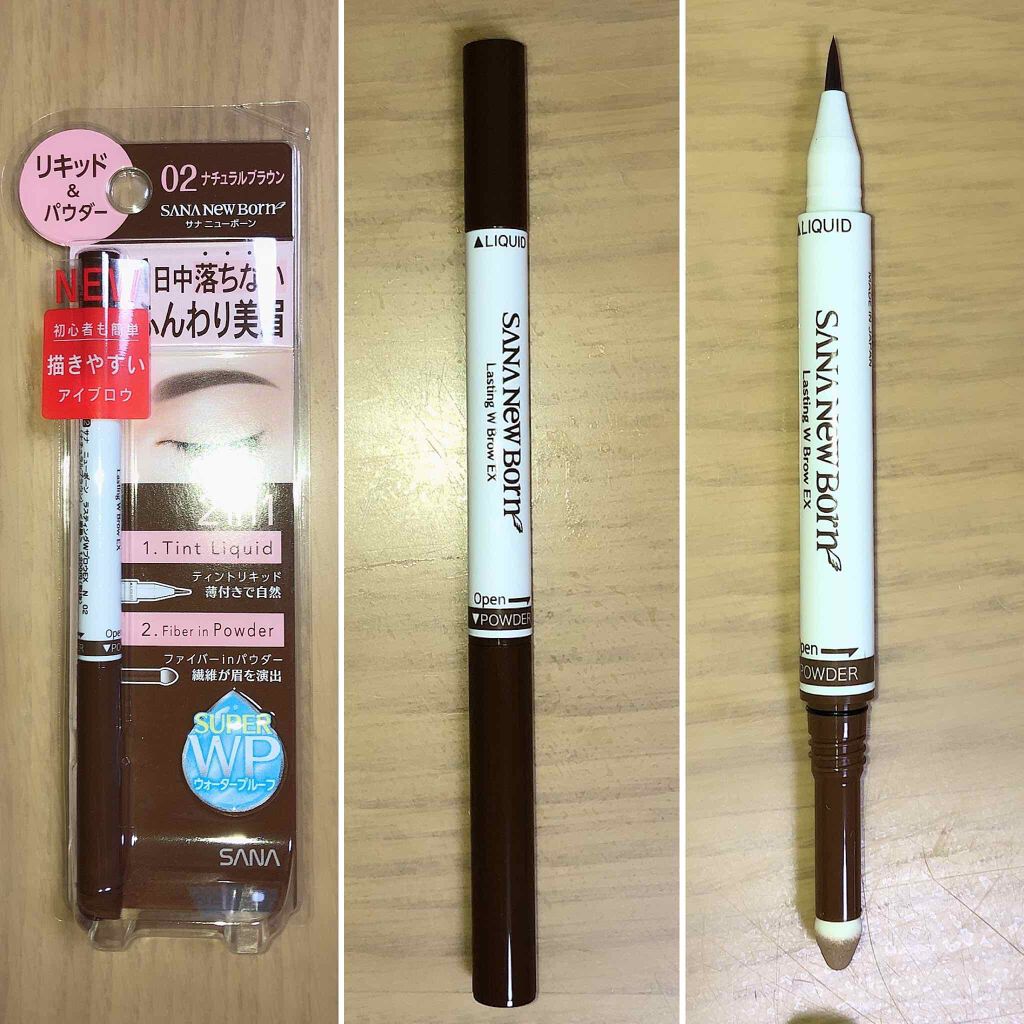 リキッド
&
パウダー
02 ナチュラルブラウン
SANA New Born
サナ ニューボーン
NEW
日中落ちない
ふんわり美眉
初心者も簡単
描きやすい
アイブロウ
2in1
1. Tint Liquid
ティントリキッド
薄付きで自然
2. Fiber in Powder
ファイバーinパウダー
繊維が眉を演出
Lasting W Brow EX
Open
SUPER
WP
ウォータープルーフ
SANA
▲LIQUID
SANA New Born
Lasting W Brow EX
Open
▼POWDER
▲LIQUID
MADE IN JAPAN
SANA New Born
Lasting W Brow EX
pen
POWDER